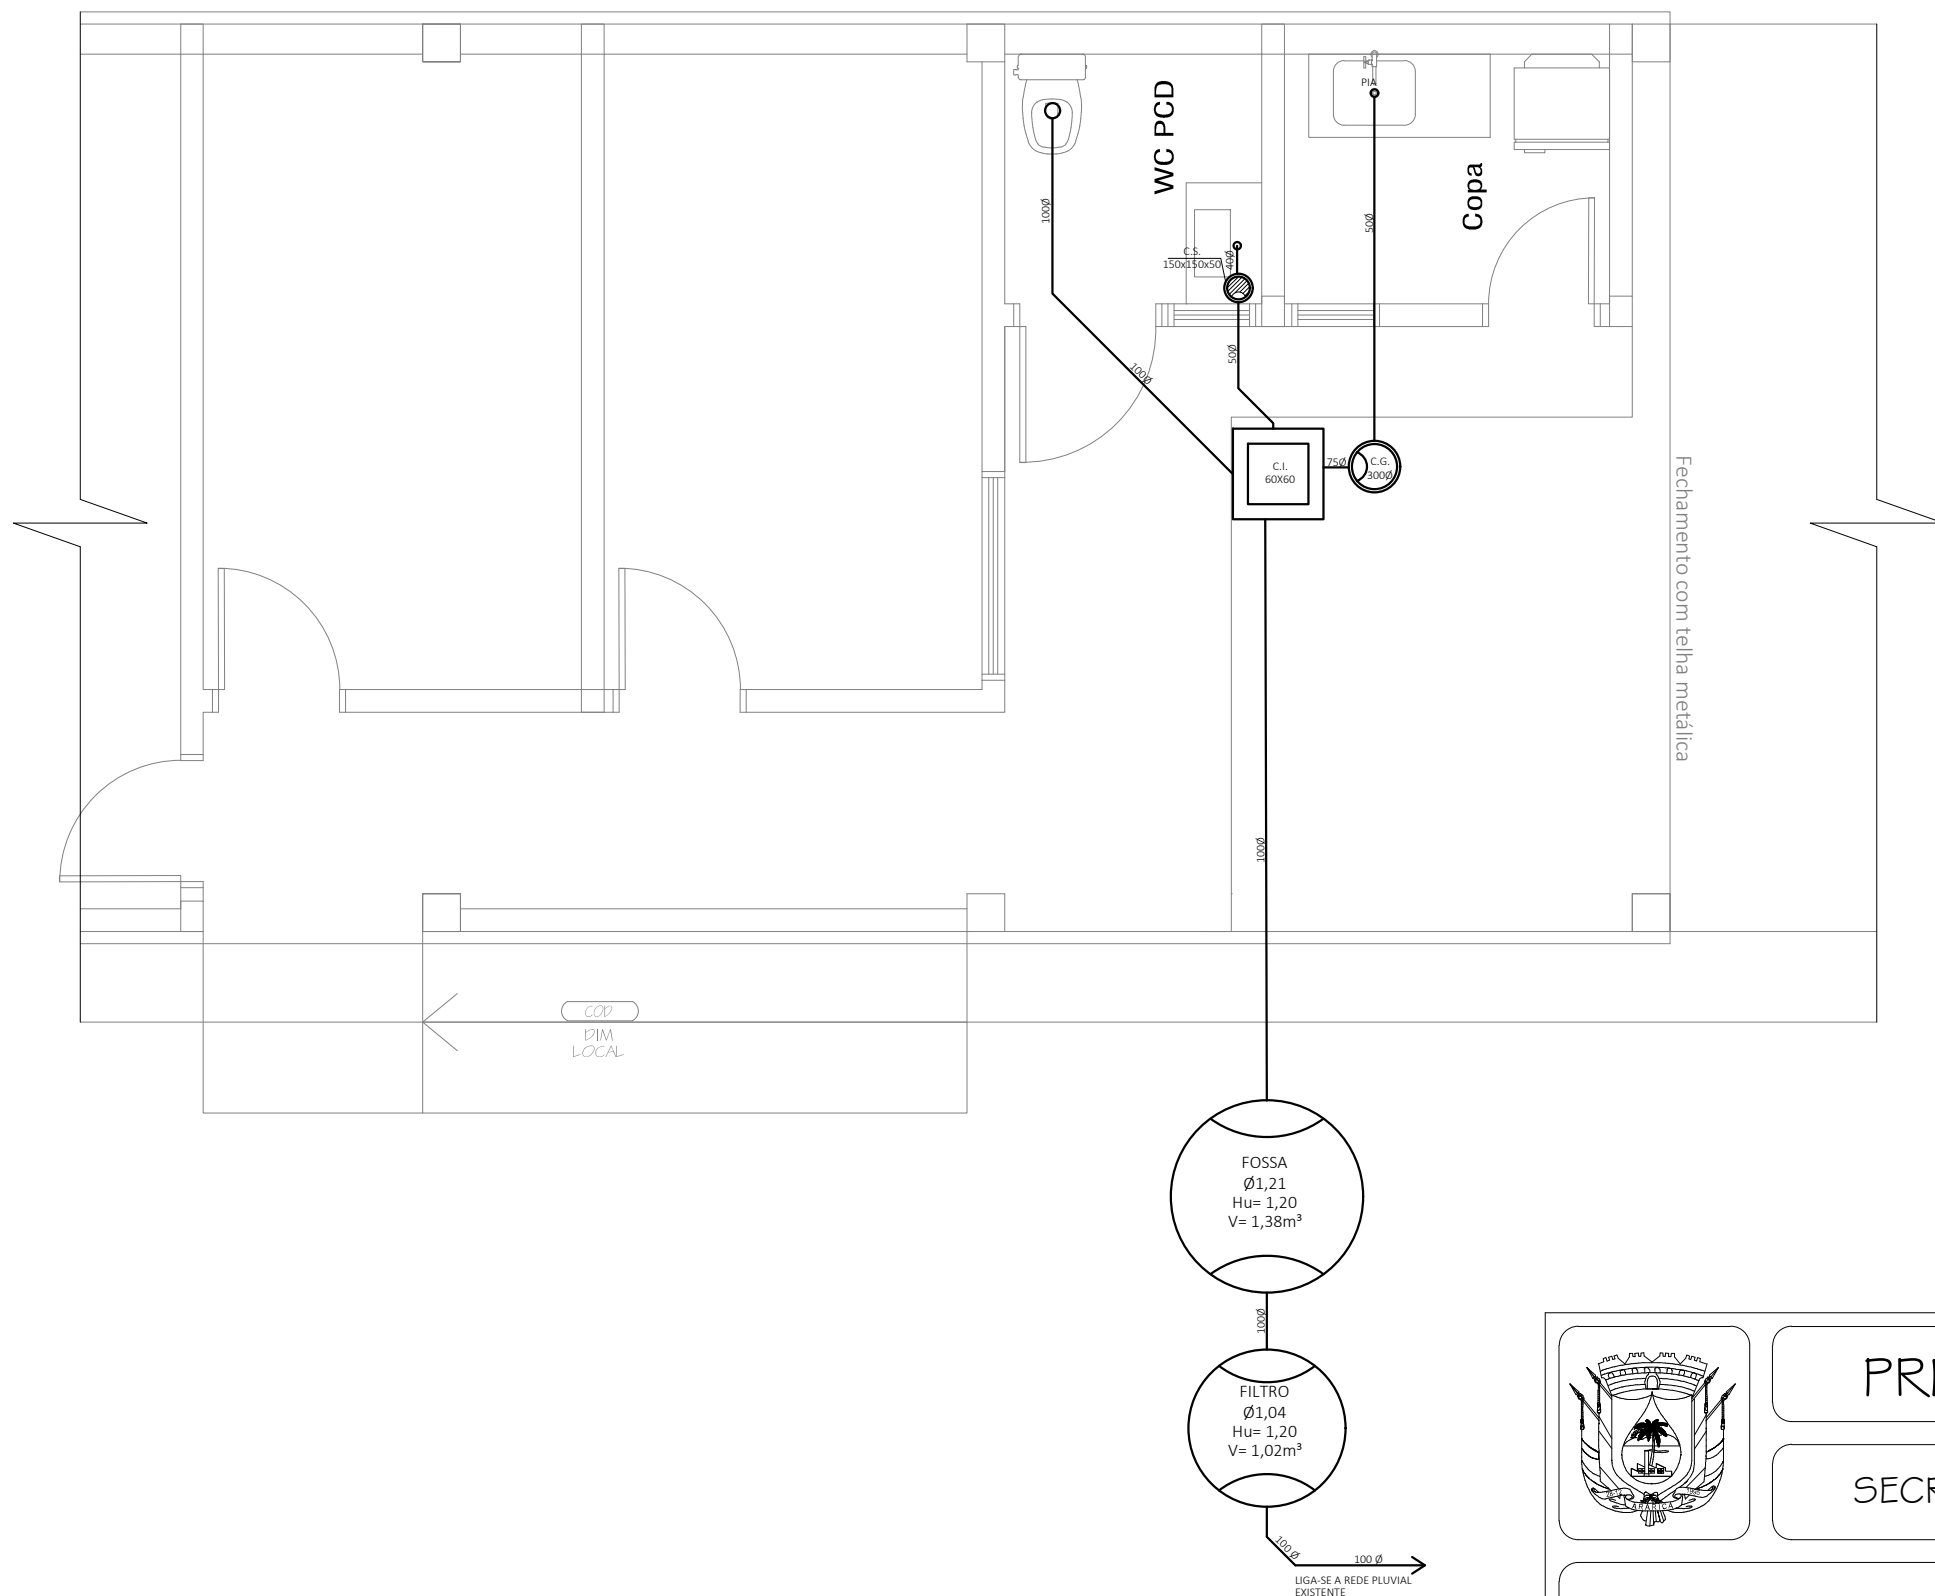 PIA
WC PCD
Copa
100Ø
50Ø
C.S.
150x150x50
40Ø
50Ø
100Ø
C.I.
60X60
75Ø
C.G.
300Ø
Fechamento com telha metálica
100Ø
COD
DIM
LOCAL
FOSSA
Ø1,21
Hu= 1,20
V= 1,38m³
100Ø
FILTRO
Ø1,04
Hu= 1,20
V= 1,02m³
100 Ø
100 Ø
LIGA-SE A REDE PLUVIAL
EXISTENTE
ARARICÁ